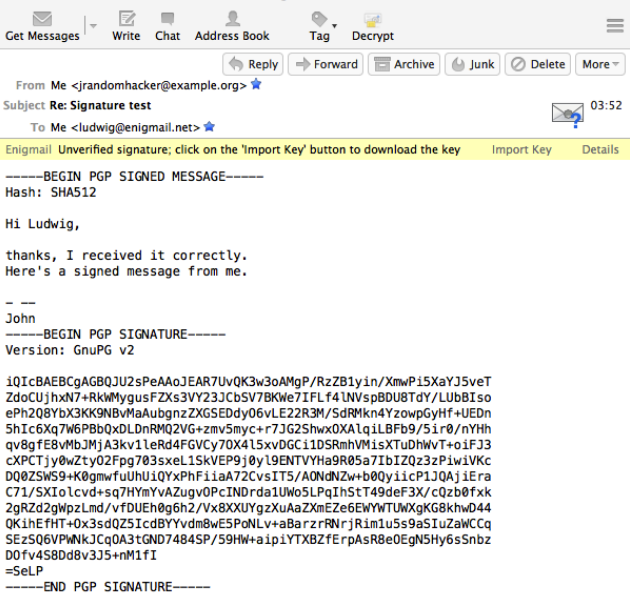 Get Messages Write Chat Address Book Tag Decrypt
Reply Forward Archive Junk Delete More
From Me <jrandomhacker@example.org>
Subject Re: Signature test 03:52
To Me <ludwig@enigmail.net>
Enigmail Unverified signature; click on the 'Import Key' button to download the key Import Key Details
-----BEGIN PGP SIGNED MESSAGE-----
Hash: SHA512
Hi Ludwig,
thanks, I received it correctly.
Here's a signed message from me.
- --
John
-----BEGIN PGP SIGNATURE-----
Version: GnuPG v2
iQIcBAEBCgAGBQJU2sPeAAoJEAR7UvQK3w3oAMgP/RzZB1yin/XmwPi5XaYJ5veT
ZdoCUjhxN7+RkWMygusFZXs3VY23JCbSV7BKWe7IFLf4lNVspBDU8TdY/LUbBIso
ePh2Q8YbX3KK9NBvMaAubgnzZXGSEDdyO6vLE22R3M/SdRMkn4YzowpGyHf+UEDn
5hIc6Xq7W6PBbQxDLDnRMQ2VG+zmv5myc+r7JG2ShwxOXAlqiLBFb9/5ir0/nYHh
qv8gfE8vMbJMjA3kv1leRd4FGVCy7OX4l5xvDGCi1DSRmhVMisXTuDhWvT+oiFJ3
cXPCTjy0wZtyO2Fpg703sxeL1SkVEP9j0yl9ENTVYHa9R05a7IbIZQz3zPiwiVKc
DQ0ZSWS9+K0gmwfuUhUiQYxPhFiiaA72CvsIT5/AONdNZw+b0QyiicP1JQAjiEra
C71/SXIolcvd+sq7HYmYvAZugvOPcINDrda1UWo5LPqIhStT49deF3X/cQzb0fxk
2gRZd2gWpzLmd/vfDUEh0g6h2/Vx8XXUYgzXuAaZXmEZe6EWYWTUWXgKG8khwD44
QKihEfHT+Ox3sdQZ5IcdBYYvdm8wE5PoNLv+aBarzrRNrjRim1u5s9aSIuZaWCCq
SEzSQ6VPWNkJCqOA3tGND7484SP/59HW+aipiYTXBZfErpAsR8eOEgN5Hy6sSnbz
DOfv4S8Dd8v3J5+nM1fI
=SeLP
-----END PGP SIGNATURE-----